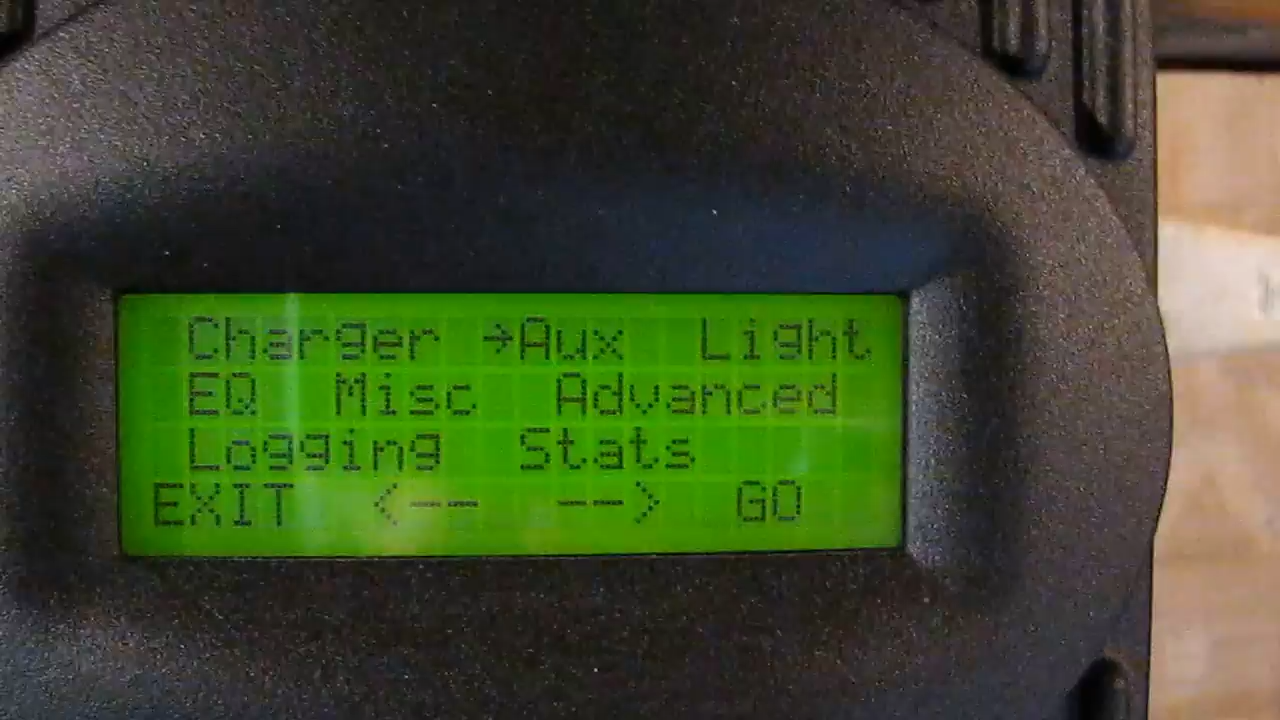 Charger →Aux Light
EQ Misc Advanced
Logging Stats
EXIT <-- --> GO